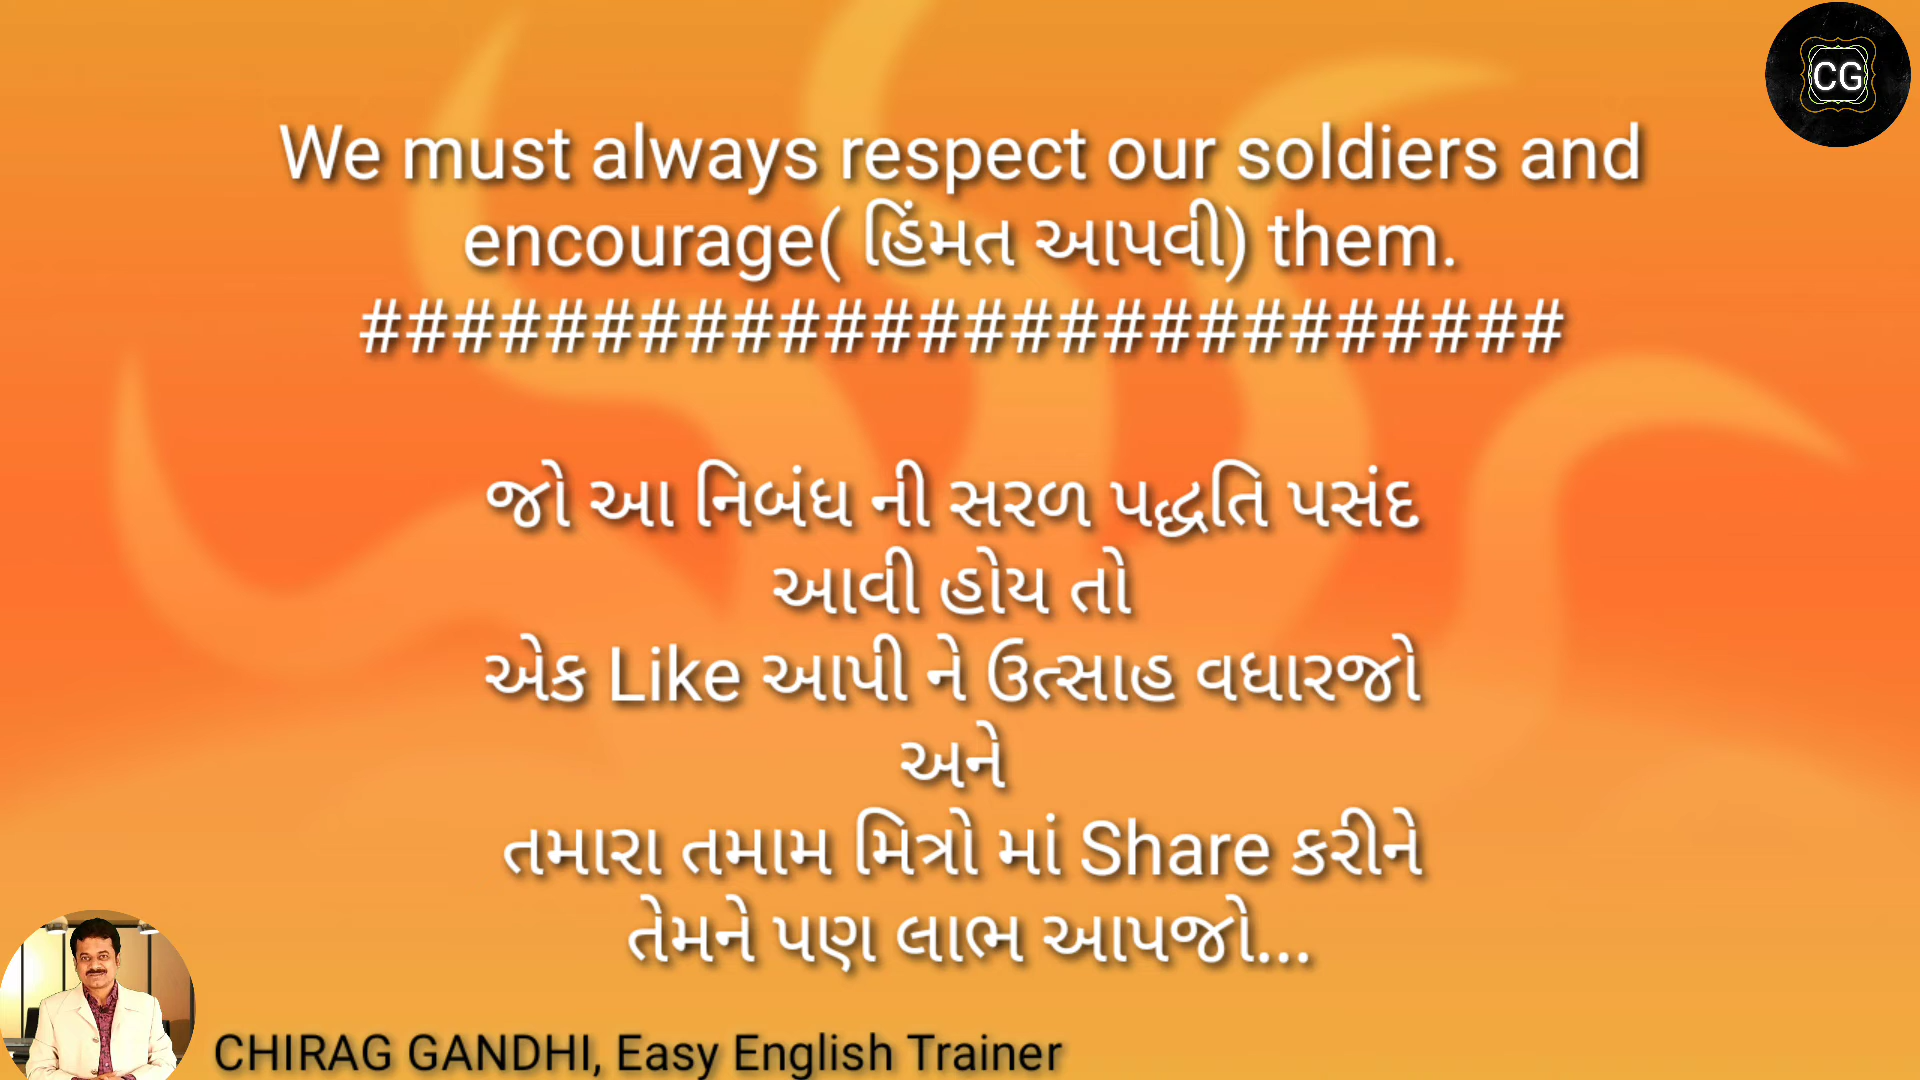 CG
We must always respect our soldiers and
encourage( હિંમત આપવી) them.
##########################
જો આ નિબંધ ની સરળ પદ્ધતિ પસંદ
આવી હોય તો
એક Like આપી ને ઉત્સાહ વધારજો
અને
તમારા તમામ મિત્રો માં Share કરીને
તેમને પણ લાભ આપજો...
CHIRAG GANDHI, Easy English Trainer